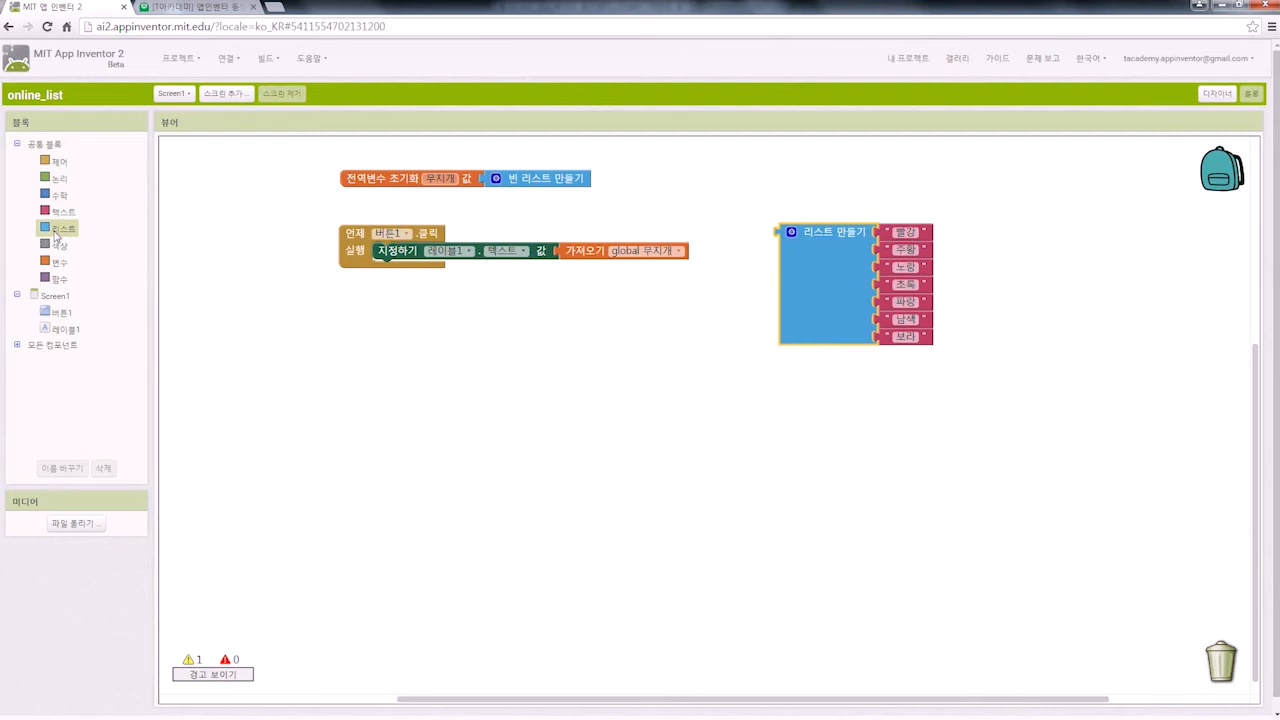 MIT 앱 인벤터 2
[T아카데미] 앱인벤터 동
ai2.appinventor.mit.edu/?locale=ko_KR#5411554702131200
MIT App Inventor 2
Beta
프로젝트 연결 빌드 도움말
내 프로젝트 갤러리 가이드 문제 보고 한국어 tacademy.appinventor@gmail.com
online_list
Screen1 스크린 추가 ... 스크린 제거
디자이너 블록
블록
뷰어
공통 블록
제어
논리
수학
텍스트
리스트
색상
변수
함수
Screen1
버튼1
레이블1
모든 컴포넌트
이름 바꾸기 삭제
미디어
파일 올리기 ...
전역변수 초기화 무지개 값 빈 리스트 만들기
언제 버튼1 .클릭
실행 지정하기 레이블1 . 텍스트 값 가져오기 global 무지개
리스트 만들기 " 빨강 "
" 주황 "
" 노랑 "
" 초록 "
" 파랑 "
" 남색 "
" 보라 "
1 0
경고 보이기